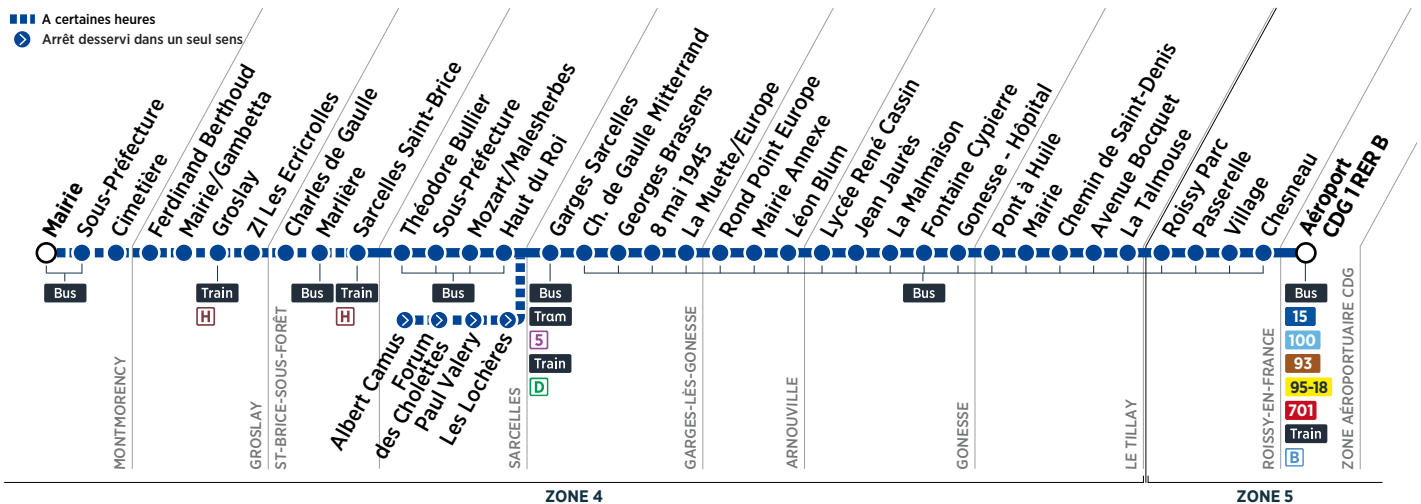 A certaines heures
Arrêt desservi dans un seul sens
Mairie
Sous-Préfecture
Cimetière
Ferdinand Berthoud
Mairie/Gambetta
Groslay
ZI Les Ecricrolles
Charles de Gaulle
Marlière
Sarcelles Saint-Brice
Théodore Bullier
Sous-Préfecture
Mozart/Malesherbes
Haut du Roi
Garges Sarcelles
Ch. de Gaulle Mitterrand
Georges Brassens
8 mai 1945
La Muette/Europe
Rond Point Europe
Mairie Annexe
Léon Blum
Lycée René Cassin
Jean Jaurès
La Malmaison
Fontaine Cypierre
Gonesse - Hôpital
Pont à Huile
Mairie
Chemin de Saint-Denis
Avenue Bocquet
La Talmouse
Roissy Parc
Passerelle
Village
Chesneau
Aéroport
CDG 1 RER B
Bus
Train
H
Bus
Train
H
Bus
Bus
Tram
5
Train
D
Bus
Bus
15
100
93
95-18
701
Train
B
Albert Camus
Forum
des Cholettes
Paul Valery
Les Lochères
MONTMORENCY
GROSLAY
ST-BRICE-SOUS-FORÊT
SARCELLES
GARGES-LÈS-GONESSE
ARNOUVILLE
GONESSE
LE TILLAY
ROISSY-EN-FRANCE
ZONE AÉROPORTUAIRE CDG
ZONE 4
ZONE 5